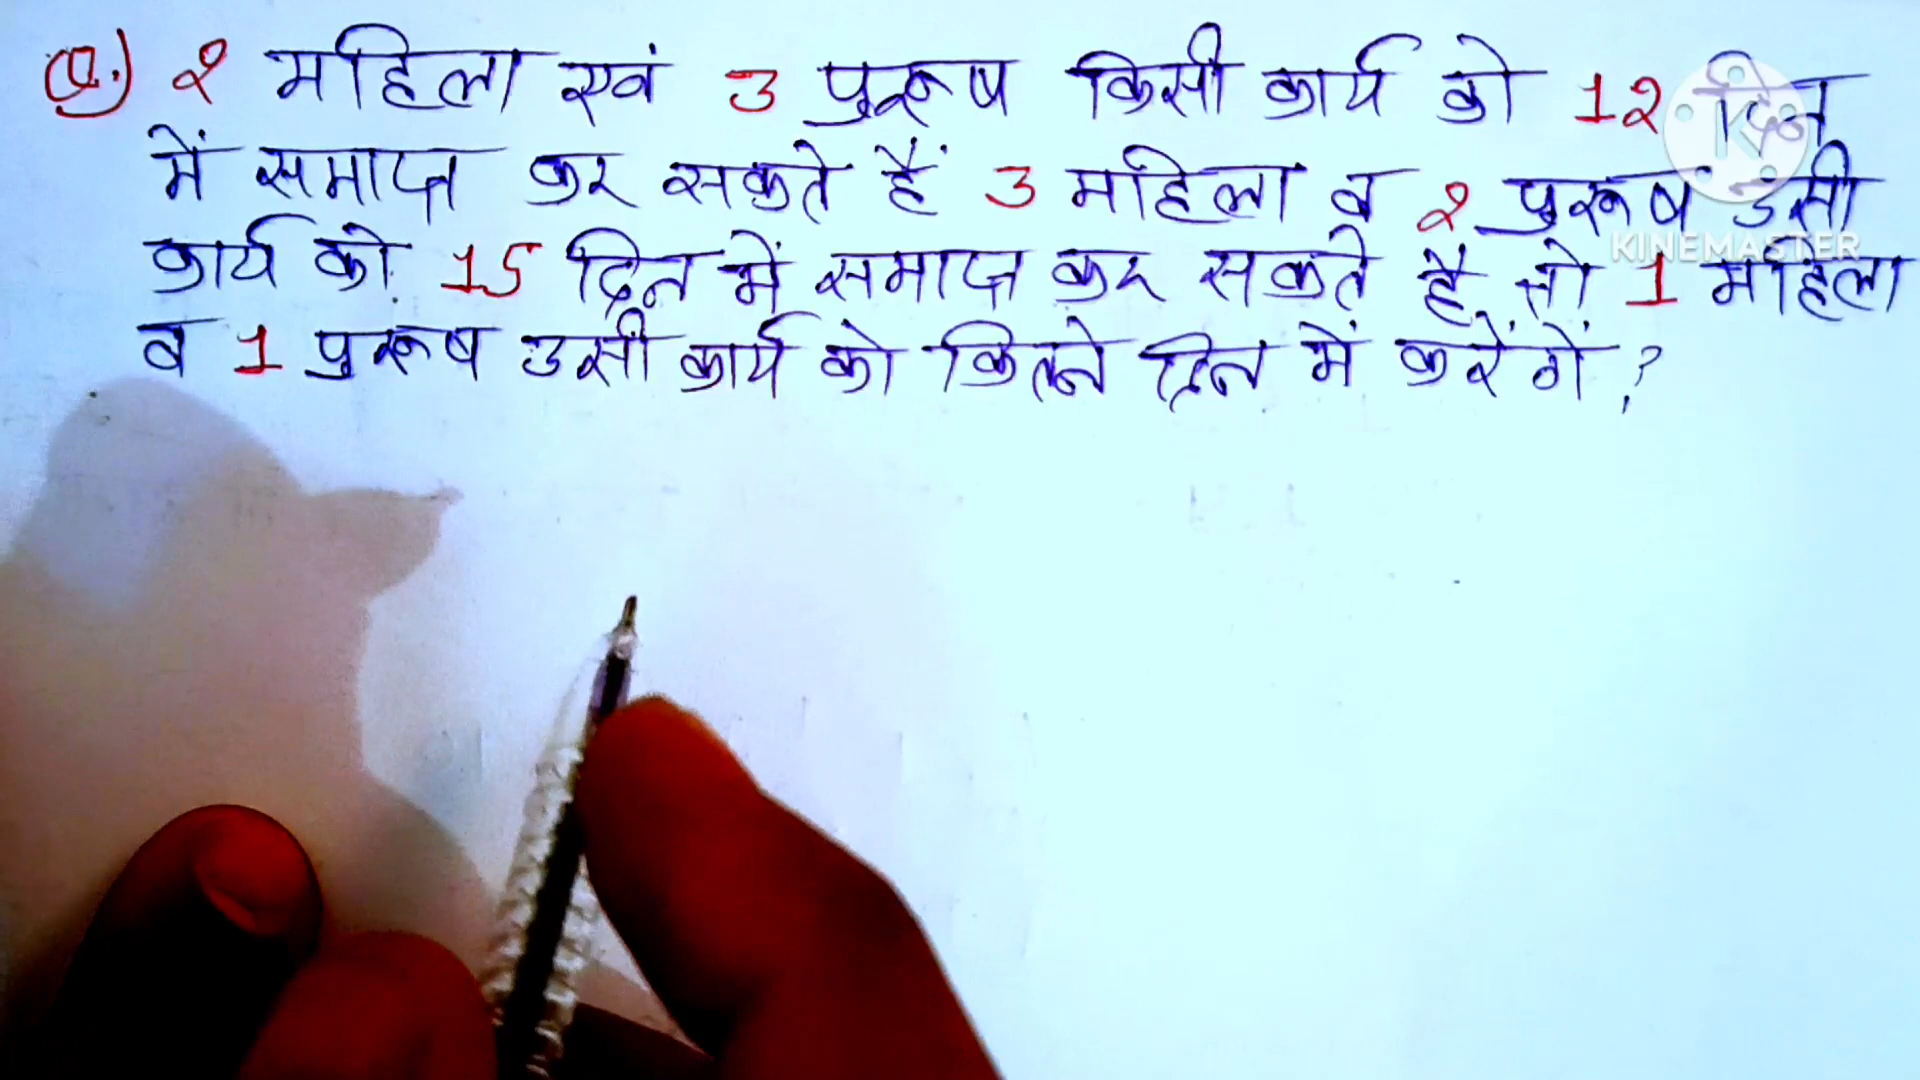 (Q.) 2 महिला एवं 3 पुरूष किसी कार्य को 12 दिन
में समाप्त कर सकते हैं 3 महिला व 2 पुरूष उसी
कार्य को 15 दिन में समाप्त कर सकते हैं तो 1 महिला
व 1 पुरूष उसी कार्य को कितने दिन में करेंगें ?
KINEMASTER